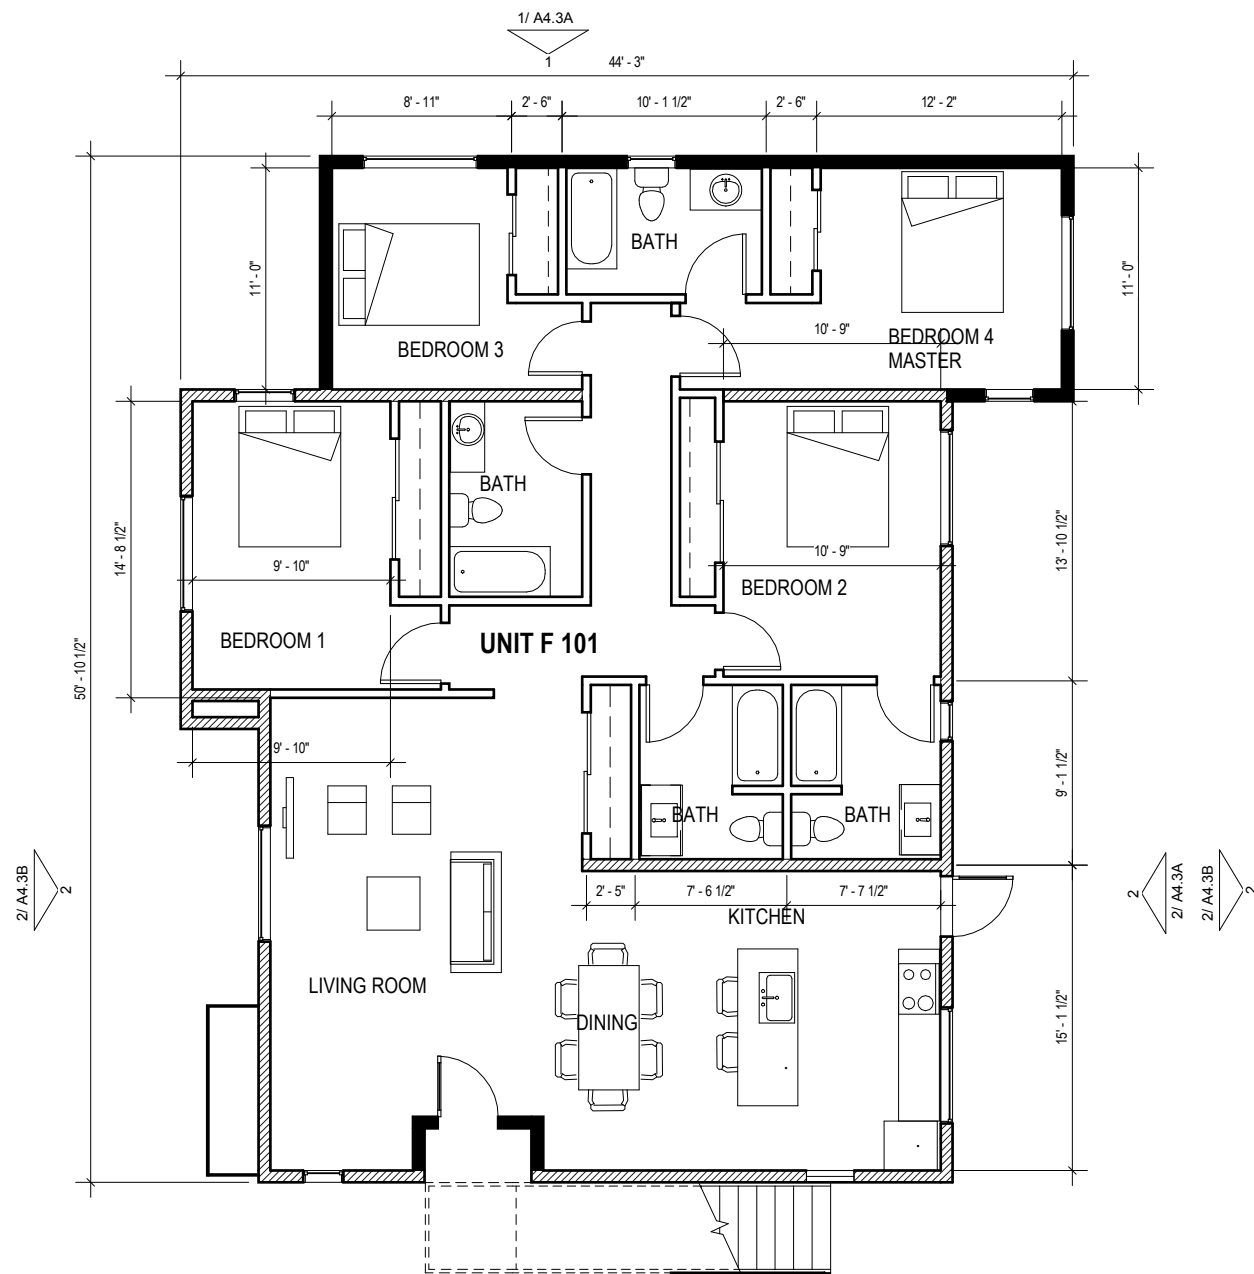 1/ A4.3A
1
44' - 3"
8' - 11"
2' - 6"
10' - 1 1/2"
2' - 6"
12' - 2"
BATH
11' - 0"
11' - 0"
10' - 9"
BEDROOM 3
BEDROOM 4
MASTER
BATH
14' - 8 1/2"
13' - 10 1/2"
9' - 10"
10' - 9"
BEDROOM 2
BEDROOM 1
UNIT F 101
50' - 10 1/2"
9' - 10"
9' - 1 1/2"
BATH
BATH
2/ A4.3B
2
2' - 5"
7' - 6 1/2"
7' - 7 1/2"
2
2/ A4.3A
2/ A4.3B
2
KITCHEN
LIVING ROOM
DINING
15' - 1 1/2"